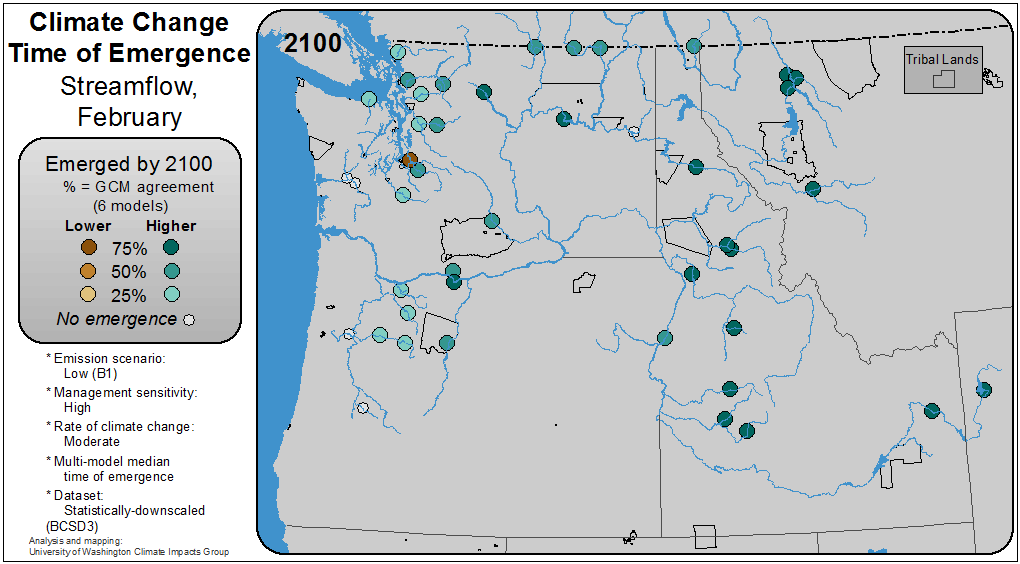 Climate Change
Time of Emergence
Streamflow,
February
Emerged by 2100
% = GCM agreement
(6 models)
Lower Higher
75%
50%
25%
No emergence
* Emission scenario:
Low (B1)
* Management sensitivity:
High
* Rate of climate change:
Moderate
* Multi-model median
time of emergence
* Dataset:
Statistically-downscaled
(BCSD3)
Analysis and mapping:
University of Washington Climate Impacts Group
2100
Tribal Lands